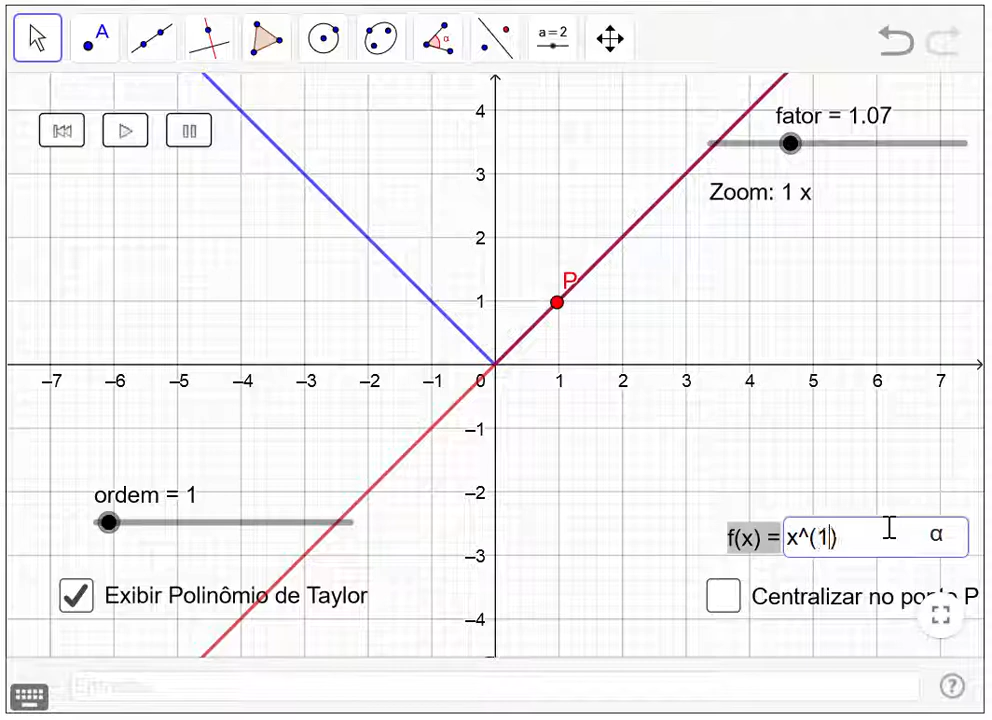 A
α
a = 2
fator = 1.07
Zoom: 1 x
P
4
3
2
1
–7 –6 –5 –4 –3 –2 –1 0 1 2 3 4 5 6 7
–1
–2
–3
–4
ordem = 1
f(x) = x^(1) α
Exibir Polinômio de Taylor
Centralizar no ponto P
?